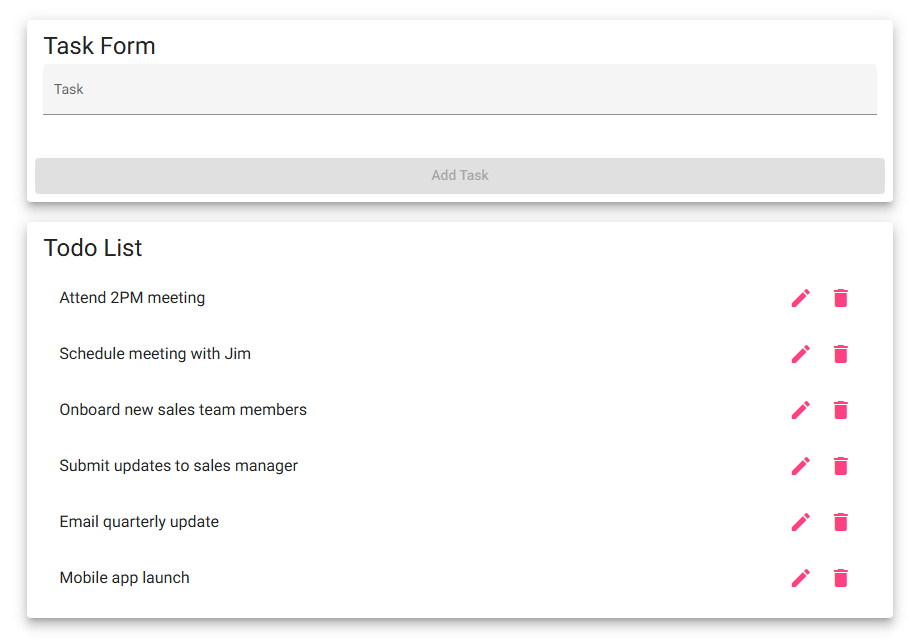 Task Form
Task
Add Task
Todo List
Attend 2PM meeting
Schedule meeting with Jim
Onboard new sales team members
Submit updates to sales manager
Email quarterly update
Mobile app launch